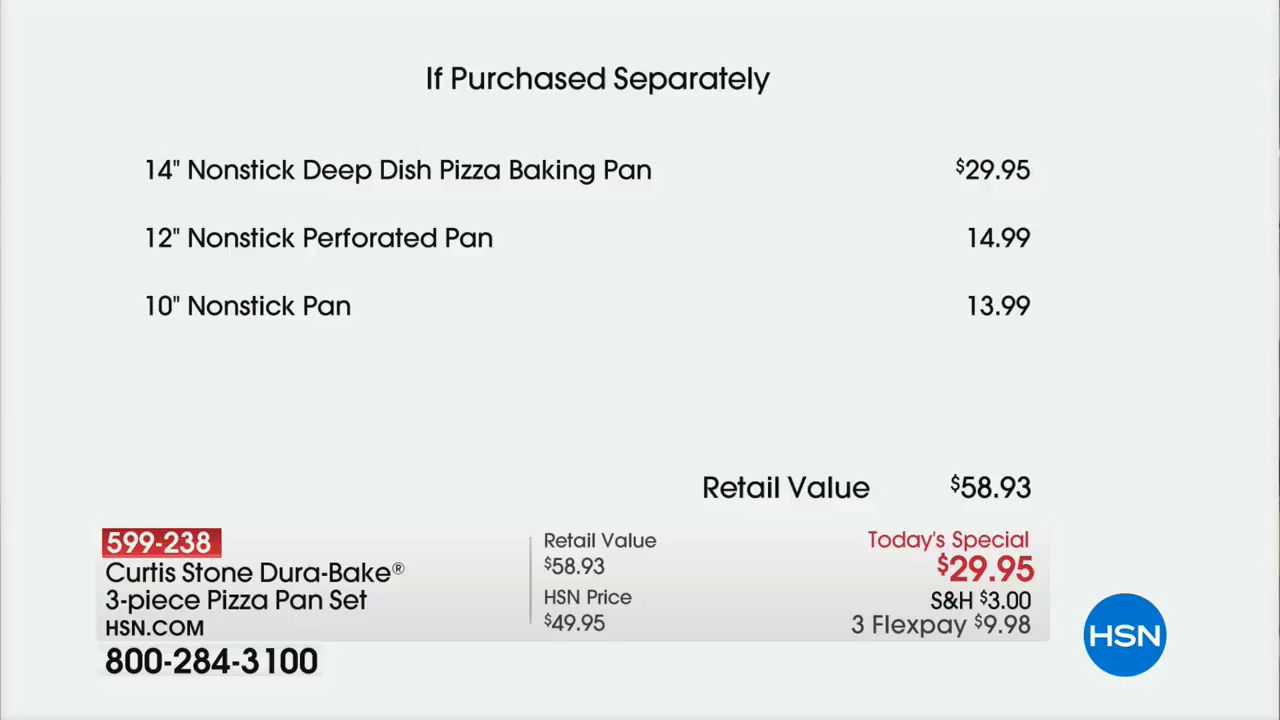 If Purchased Separately
14" Nonstick Deep Dish Pizza Baking Pan $29.95
12" Nonstick Perforated Pan 14.99
10" Nonstick Pan 13.99
Retail Value $58.93
599-238
Curtis Stone Dura-Bake®
3-piece Pizza Pan Set
HSN.COM
800-284-3100
Retail Value
$58.93
HSN Price
$49.95
Today's Special
$29.95
S&H $3.00
3 Flexpay $9.98
HSN